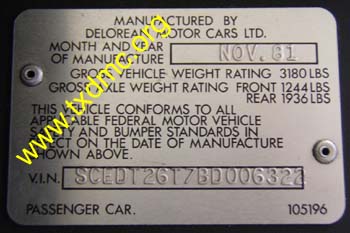 MANUFACTURED BY
DELOREAN MOTOR CARS LTD.
MONTH AND YEAR
OF MANUFACTURE NOV. 81
GROSS VEHICLE WEIGHT RATING 3180 LBS
GROSS AXLE WEIGHT RATING FRONT 1244 LBS
REAR 1936 LBS
THIS VEHICLE CONFORMS TO ALL
APPLICABLE FEDERAL MOTOR VEHICLE
SAFETY AND BUMPER STANDARDS IN
EFFECT ON THE DATE OF MANUFACTURE
SHOWN ABOVE.
V.I.N. SCEDT26T7BD006322
PASSENGER CAR. 105196
www.txdmc.org